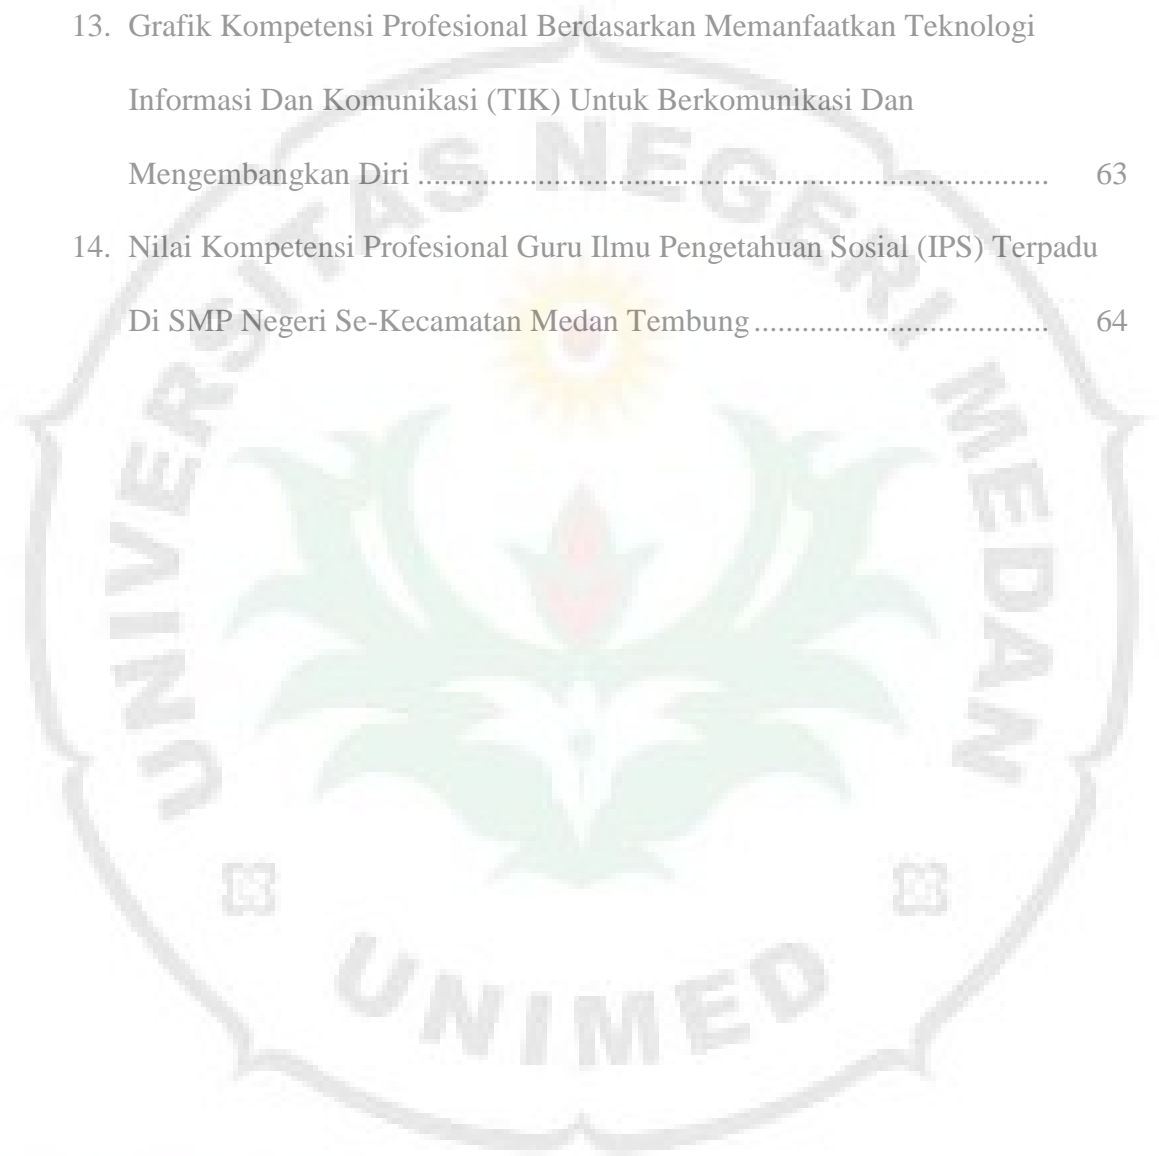 13. Grafik Kompetensi Profesional Berdasarkan Memanfaatkan Teknologi
Informasi Dan Komunikasi (TIK) Untuk Berkomunikasi Dan
Mengembangkan Diri ............................................................................... 63
14. Nilai Kompetensi Profesional Guru Ilmu Pengetahuan Sosial (IPS) Terpadu
Di SMP Negeri Se-Kecamatan Medan Tembung ..................................... 64
UNIVERSITAS NEGERI MEDAN
UNIMED